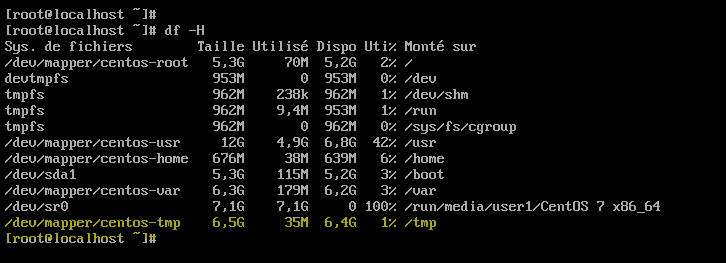 [root@localhost ~]#
[root@localhost ~]# df -H
Sys. de fichiers        Taille Utilisé Dispo Uti% Monté sur
/dev/mapper/centos-root   5,3G     70M  5,2G   2% /
devtmpfs                  953M       0  953M   0% /dev
tmpfs                     962M    238k  962M   1% /dev/shm
tmpfs                     962M    9,4M  953M   1% /run
tmpfs                     962M       0  962M   0% /sys/fs/cgroup
/dev/mapper/centos-usr     12G    4,9G  6,8G  42% /usr
/dev/mapper/centos-home   676M     38M  639M   6% /home
/dev/sda1                 5,3G    115M  5,2G   3% /boot
/dev/mapper/centos-var    6,3G    179M  6,2G   3% /var
/dev/sr0                  7,1G    7,1G     0 100% /run/media/user1/CentOS 7 x86_64
/dev/mapper/centos-tmp    6,5G     35M  6,4G   1% /tmp
[root@localhost ~]#